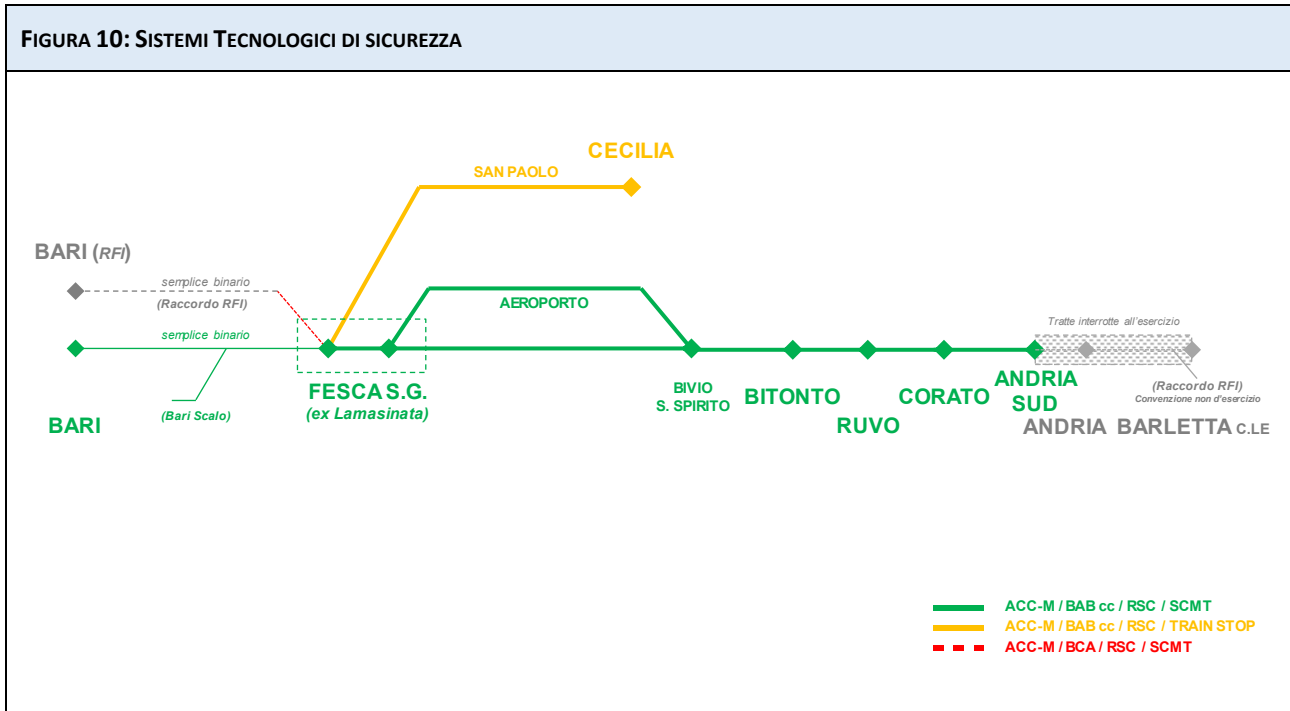 FIGURA 10: SISTEMI TECNOLOGICI DI SICUREZZA
CECILIA
SAN PAOLO
BARI (RFI)
semplice binario
(Raccordo RFI)
AEROPORTO
semplice binario
Tratte interrotte all'esercizio
(Bari Scalo)
FESCA S.G.
(ex Lamasinata)
BARI
BIVIO
S. SPIRITO
BITONTO
RUVO
CORATO
ANDRIA
SUD
(Raccordo RFI)
Convenzione non d'esercizio
ANDRIA
BARLETTA C.LE
ACC-M / BAB cc / RSC / SCMT
ACC-M / BAB cc / RSC / TRAIN STOP
ACC-M / BCA / RSC / SCMT